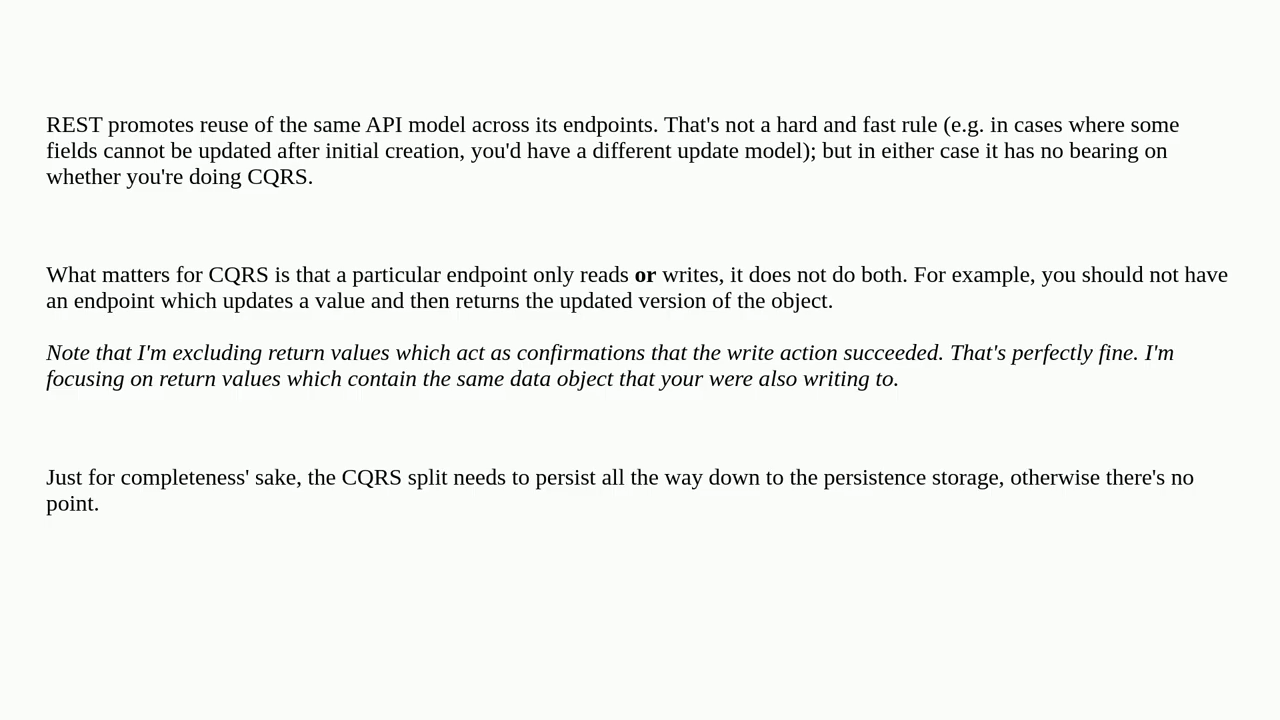 REST promotes reuse of the same API model across its endpoints. That's not a hard and fast rule (e.g. in cases where some
fields cannot be updated after initial creation, you'd have a different update model); but in either case it has no bearing on
whether you're doing CQRS.
What matters for CQRS is that a particular endpoint only reads or writes, it does not do both. For example, you should not have
an endpoint which updates a value and then returns the updated version of the object.
Note that I'm excluding return values which act as confirmations that the write action succeeded. That's perfectly fine. I'm
focusing on return values which contain the same data object that your were also writing to.
Just for completeness' sake, the CQRS split needs to persist all the way down to the persistence storage, otherwise there's no
point.